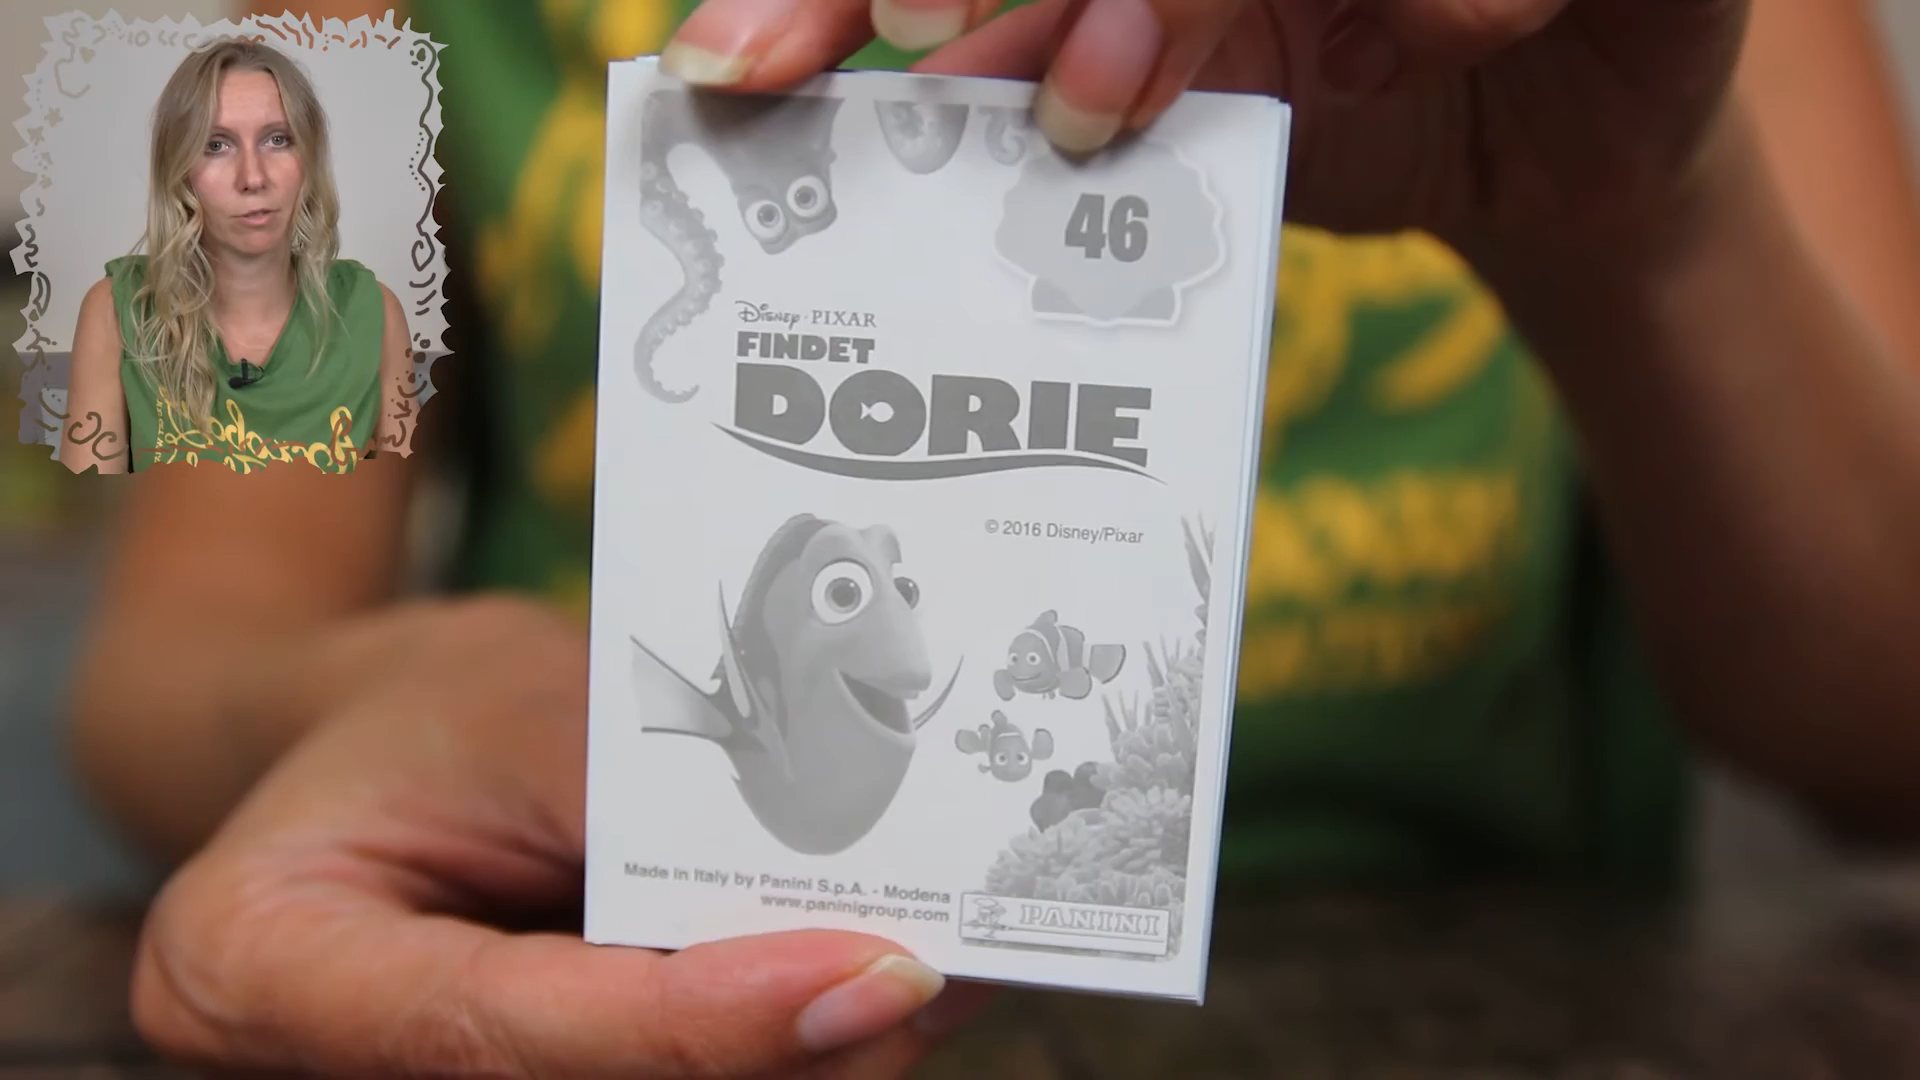 46
Disney·PIXAR
FINDET
DORIE
© 2016 Disney/Pixar
Made in Italy by Panini S.p.A. - Modena
www.paninigroup.com
PANINI